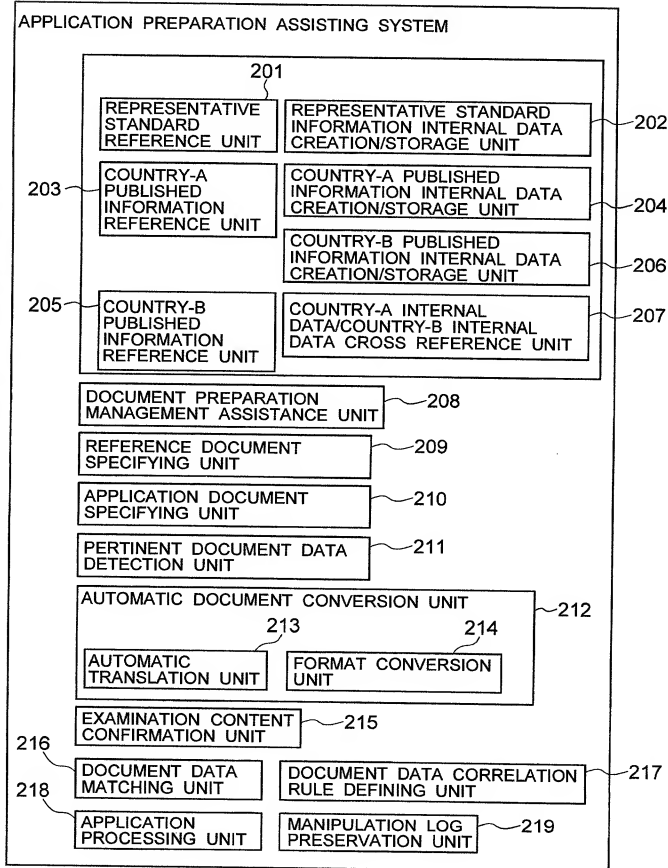 APPLICATION PREPARATION ASSISTING SYSTEM
201
REPRESENTATIVE
STANDARD
REFERENCE UNIT
REPRESENTATIVE STANDARD
INFORMATION INTERNAL DATA
CREATION/STORAGE UNIT
202
203
COUNTRY-A
PUBLISHED
INFORMATION
REFERENCE UNIT
COUNTRY-A PUBLISHED
INFORMATION INTERNAL DATA
CREATION/STORAGE UNIT
204
COUNTRY-B PUBLISHED
INFORMATION INTERNAL DATA
CREATION/STORAGE UNIT
206
205
COUNTRY-B
PUBLISHED
INFORMATION
REFERENCE UNIT
COUNTRY-A INTERNAL
DATA/COUNTRY-B INTERNAL
DATA CROSS REFERENCE UNIT
207
DOCUMENT PREPARATION
MANAGEMENT ASSISTANCE UNIT
208
REFERENCE DOCUMENT
SPECIFYING UNIT
209
APPLICATION DOCUMENT
SPECIFYING UNIT
210
PERTINENT DOCUMENT DATA
DETECTION UNIT
211
AUTOMATIC DOCUMENT CONVERSION UNIT
212
213
AUTOMATIC
TRANSLATION UNIT
214
FORMAT CONVERSION
UNIT
EXAMINATION CONTENT
CONFIRMATION UNIT
215
216
DOCUMENT DATA
MATCHING UNIT
DOCUMENT DATA CORRELATION
RULE DEFINING UNIT
217
218
APPLICATION
PROCESSING UNIT
MANIPULATION LOG
PRESERVATION UNIT
219